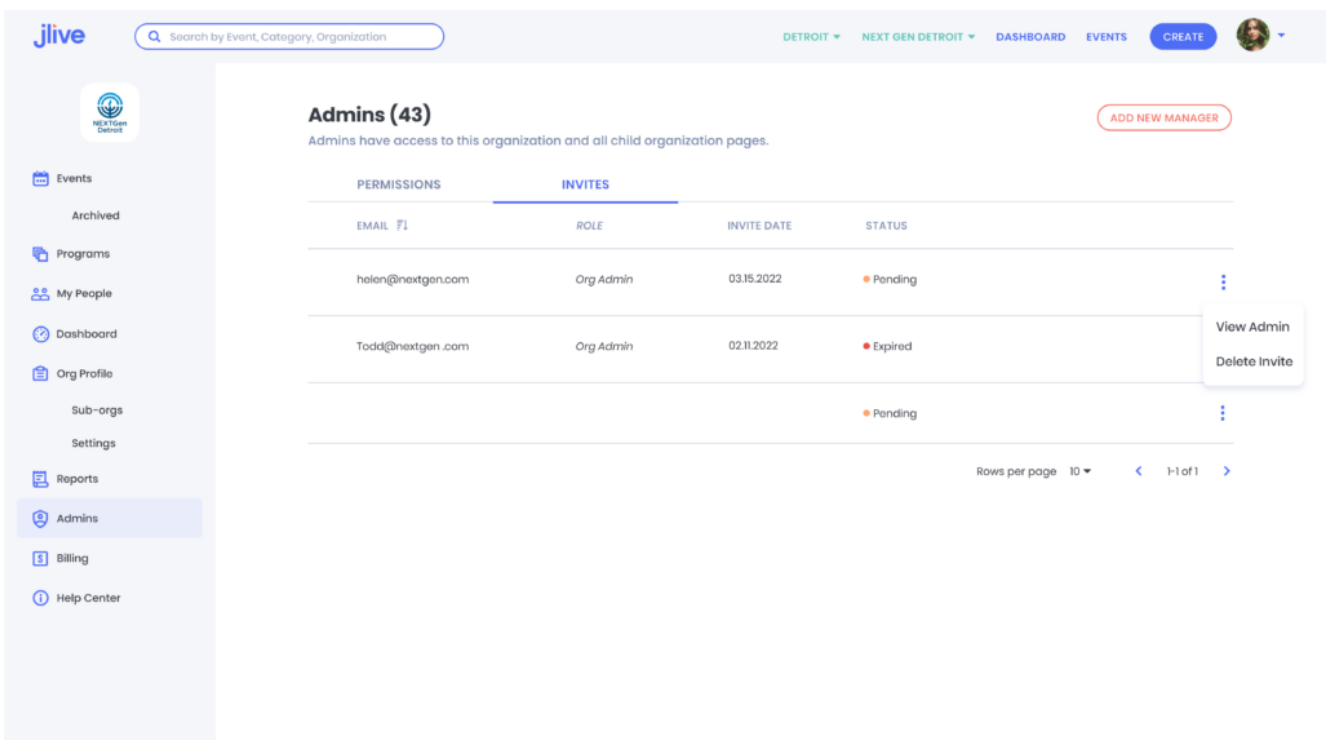 jlive
Search by Event, Category, Organization
DETROIT
NEXT GEN DETROIT
DASHBOARD
EVENTS
CREATE
NEXTGen
Detroit
Events
Archived
Programs
My People
Dashboard
Org Profile
Sub-orgs
Settings
Reports
Admins
Billing
Help Center
Admins (43)
ADD NEW MANAGER
Admins have access to this organization and all child organization pages.
PERMISSIONS INVITES
EMAIL ROLE INVITE DATE STATUS
helen@nextgen.com Org Admin 03.15.2022 Pending
View Admin
Todd@nextgen .com Org Admin 02.11.2022 Expired
Delete Invite
Pending
Rows per page 10 1-1 of 1